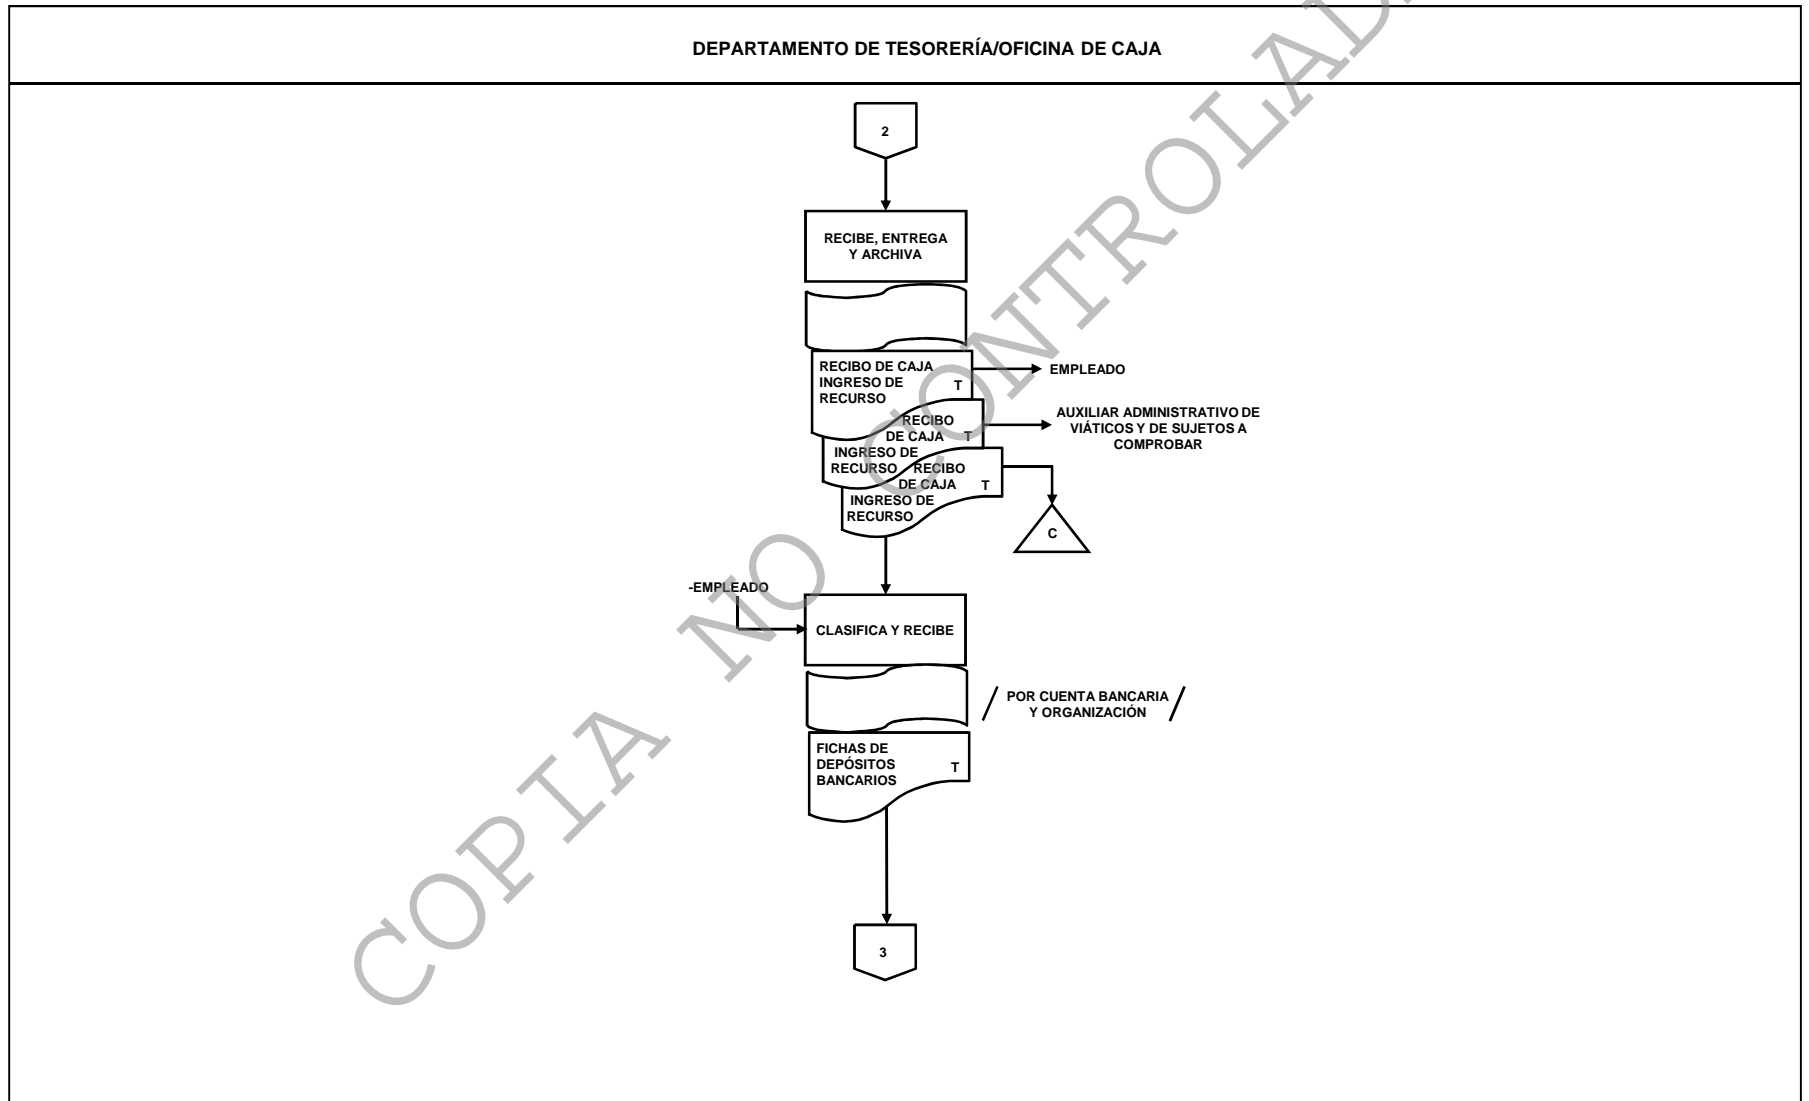 DEPARTAMENTO DE TESORERÍA/OFICINA DE CAJA
2
RECIBE, ENTREGA
Y ARCHIVA
RECIBO DE CAJA
INGRESO DE
RECURSO
T
EMPLEADO
RECIBO
DE CAJA
INGRESO DE
RECURSO
T
AUXILIAR ADMINISTRATIVO DE
VIÁTICOS Y DE SUJETOS A
COMPROBAR
RECIBO
DE CAJA
INGRESO DE
RECURSO
T
C
-EMPLEADO
CLASIFICA Y RECIBE
/ POR CUENTA BANCARIA
Y ORGANIZACIÓN /
FICHAS DE
DEPÓSITOS
BANCARIOS
T
3
COPIA NO CONTROLAD